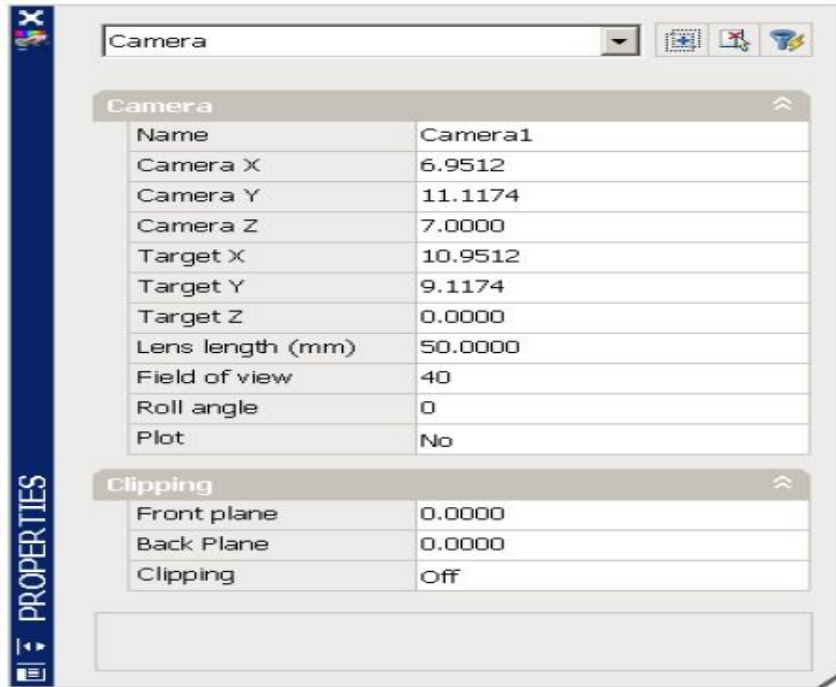 Camera
Camera
Name Camera1
Camera X 6.9512
Camera Y 11.1174
Camera Z 7.0000
Target X 10.9512
Target Y 9.1174
Target Z 0.0000
Lens length (mm) 50.0000
Field of view 40
Roll angle 0
Plot No
Clipping
Front plane 0.0000
Back Plane 0.0000
Clipping Off
PROPERTIES